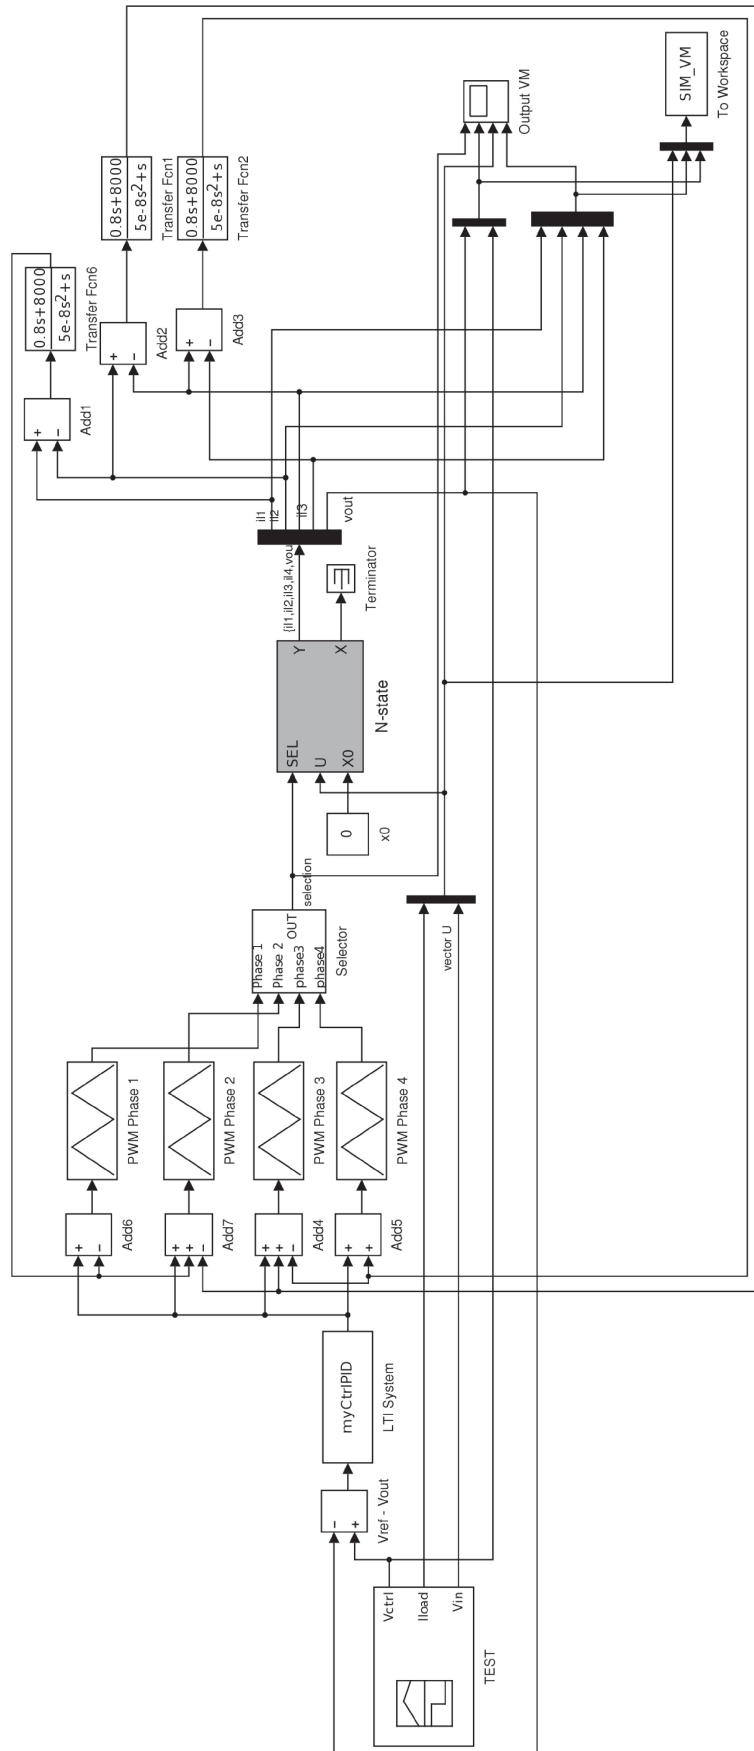 Vctrl
Iload
Vin
TEST
−
+
Vref - Vout
myCtrlPID
LTI System
+
−
Add6
+
+
−
Add7
+
+
−
Add4
+
+
Add5
PWM Phase 1
PWM Phase 2
PWM Phase 3
PWM Phase 4
Phase 1
Phase 2
phase3
phase4
OUT
Selector
selection
vector U
0
x0
SEL
U
X0
Y
X
N-state
{il1,il2,il3,il4,vou
Terminator
il1
il2
il3
vout
+
−
Add1
0.8s+8000
5e-8s²+s
Transfer Fcn6
+
−
Add2
0.8s+8000
5e-8s²+s
Transfer Fcn1
+
−
Add3
0.8s+8000
5e-8s²+s
Transfer Fcn2
Output VM
SIM_VM
To Workspace